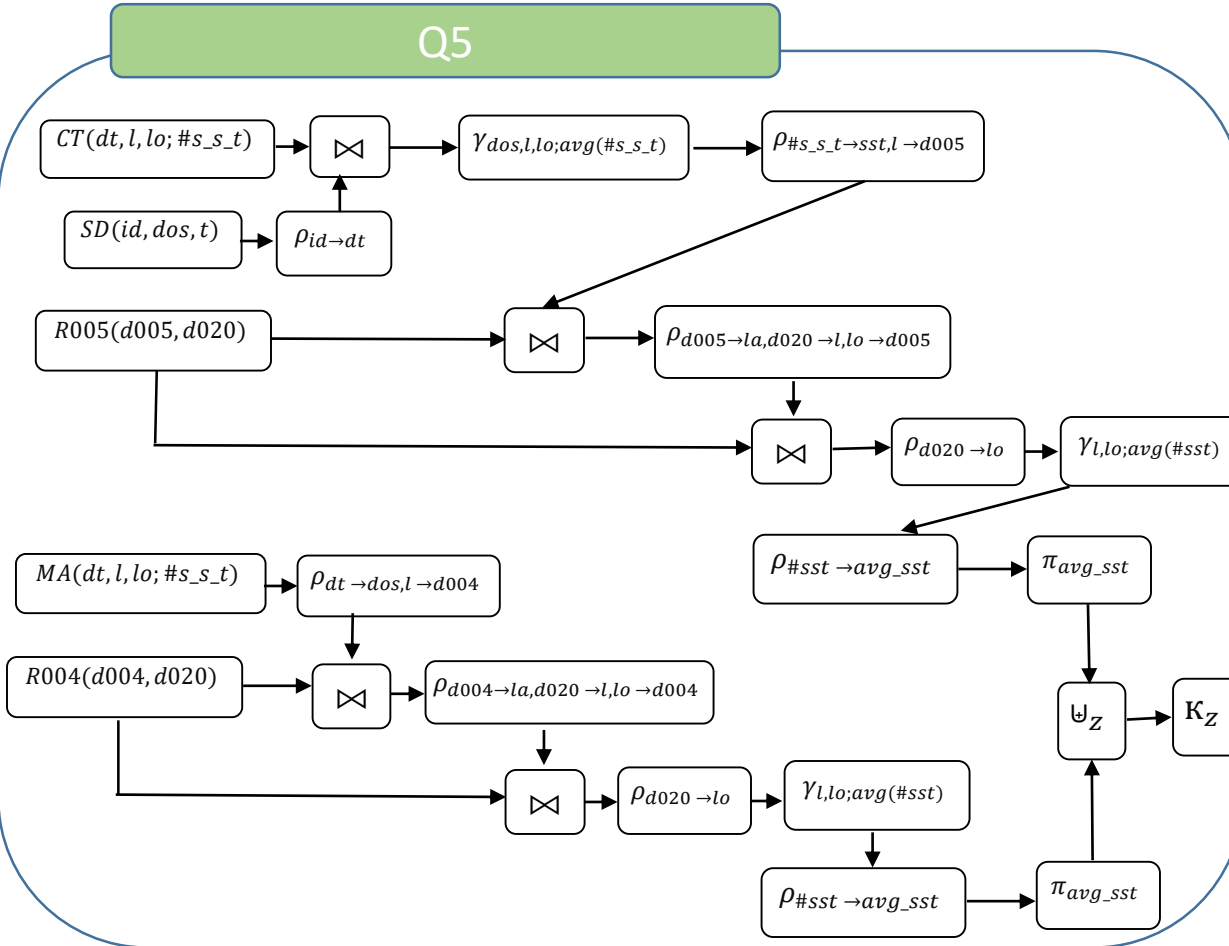 Q5
CT(dt, l, lo; #s_s_t)
⋈
γdos,l,lo;avg(#s_s_t)
ρ#s_s_t→sst,l →d005
SD(id, dos, t)
ρid→dt
R005(d005, d020)
⋈
ρd005→la,d020 →l,lo →d005
⋈
ρd020 →lo
γl,lo;avg(#sst)
ρ#sst →avg_sst
πavg_sst
MA(dt, l, lo; #s_s_t)
ρdt →dos,l →d004
R004(d004, d020)
⋈
ρd004→la,d020 →l,lo →d004
⊎Z
KZ
⋈
ρd020 →lo
γl,lo;avg(#sst)
ρ#sst →avg_sst
πavg_sst